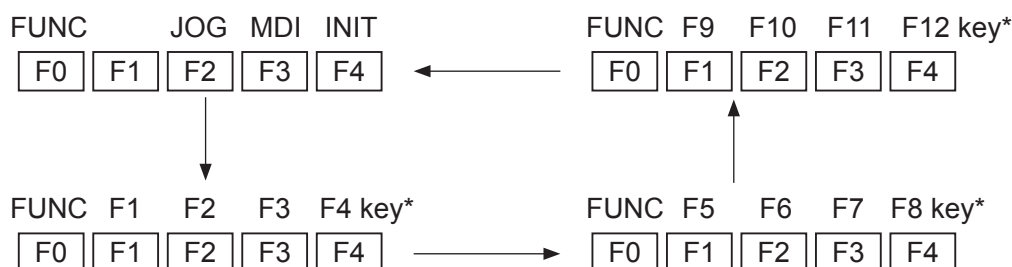 FUNC JOG MDI INIT
F0 F1 F2 F3 F4
FUNC F9 F10 F11 F12 key*
F0 F1 F2 F3 F4
FUNC F1 F2 F3 F4 key*
F0 F1 F2 F3 F4
FUNC F5 F6 F7 F8 key*
F0 F1 F2 F3 F4